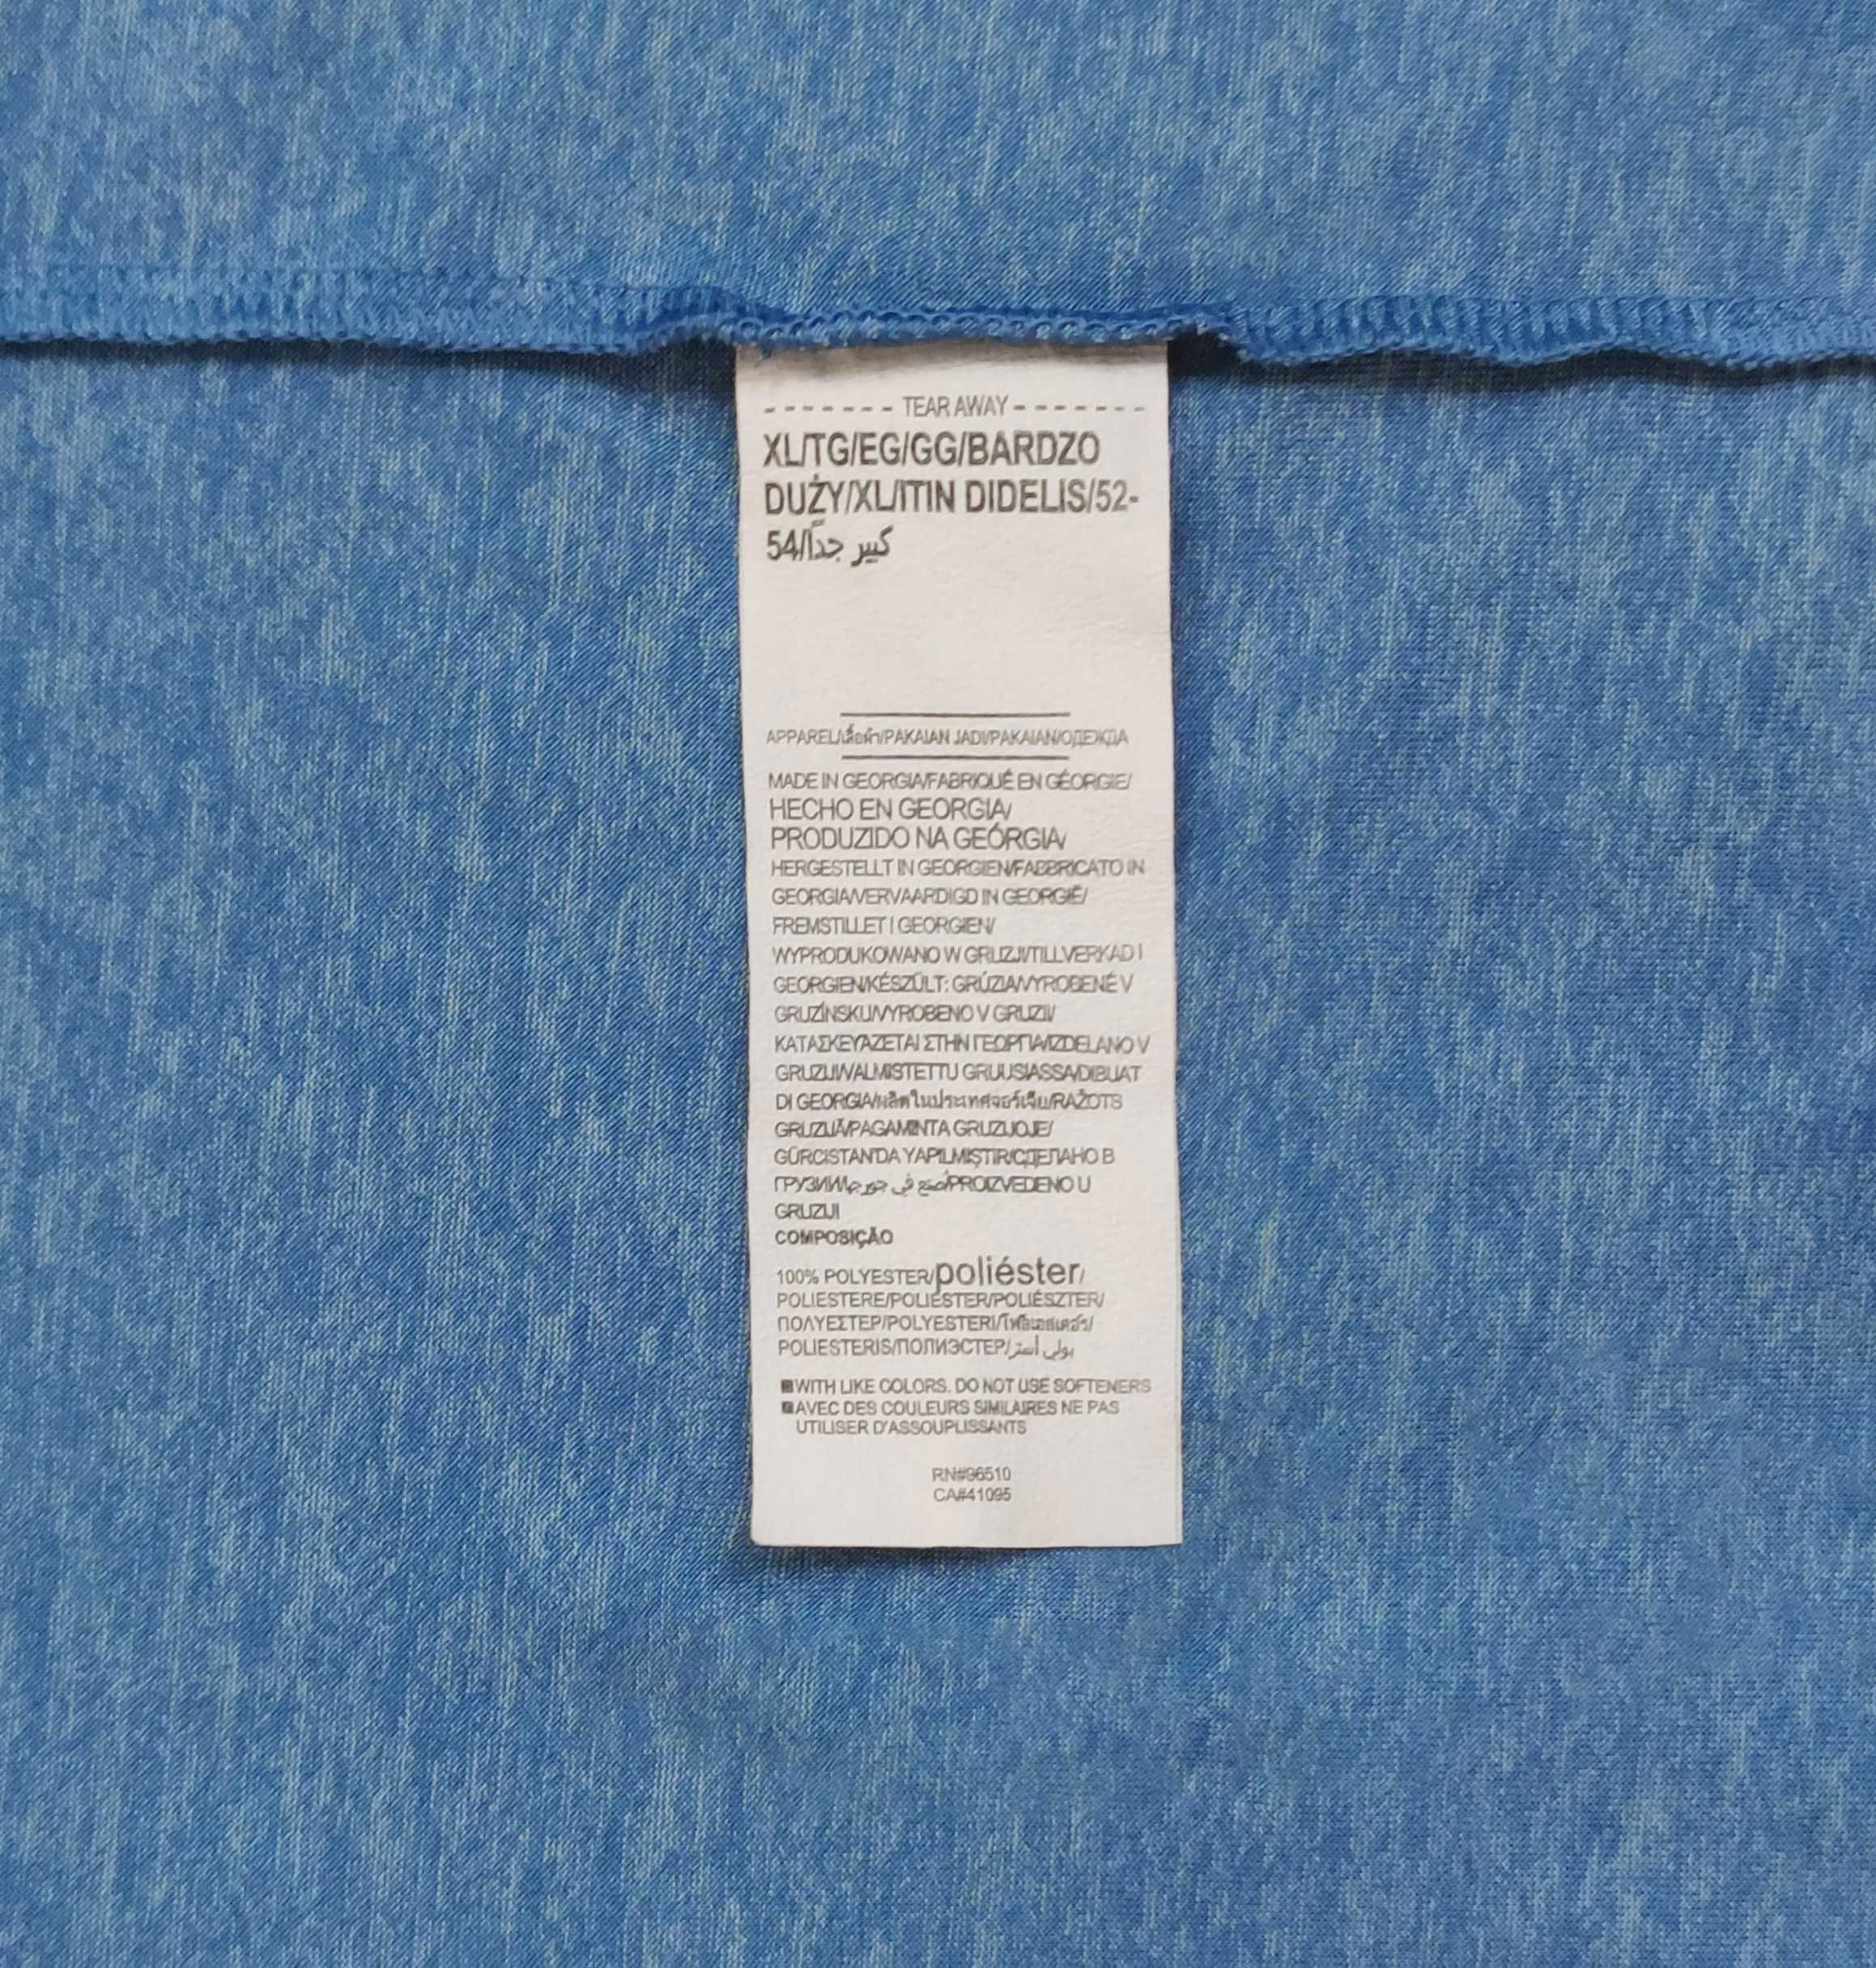 ------- TEAR AWAY -------
XL/TG/EG/GG/BARDZO
DUŻY/XL/ITIN DIDELIS/52-
54/كبير جداً
APPAREL/เสื้อผ้า/PAKAIAN JADI/PAKAIAN/ОДЕЖДА
MADE IN GEORGIA/FABRIQUÉ EN GÉORGIE/
HECHO EN GEORGIA/
PRODUZIDO NA GEÓRGIA/
HERGESTELLT IN GEORGIEN/FABBRICATO IN
GEORGIA/VERVAARDIGD IN GEORGIË/
FREMSTILLET I GEORGIEN/
WYPRODUKOWANO W GRUZJI/TILLVERKAD I
GEORGIEN/KÉSZÜLT: GRÚZIA/VYROBENÉ V
GRUZÍNSKU/VYROBENO V GRUZII/
ΚΑΤΑΣΚΕΥΑΖΕΤΑΙ ΣΤΗΝ ΓΕΩΡΓΙΑ/IZDELANO V
GRUZIJI/VALMISTETTU GRUUSIASSA/DIBUAT
DI GEORGIA/ผลิตในประเทศจอร์เจีย/RAŽOTS
GRUZIJĀ/PAGAMINTA GRUZIJOJE/
GÜRCISTAN'DA YAPILMIŞTIR/СДЕЛАНО В
ГРУЗИИ/صنع في جورجيا/PROIZVEDENO U
GRUZIJI
COMPOSIÇÃO
100% POLYESTER/poliéster/
POLIESTERE/POLIESTER/POLIÉSZTER/
ΠΟΛΥΕΣΤΕΡ/POLYESTERI/โพลีเอสเตอร์/
POLIESTERIS/ПОЛИЭСТЕР/بولي أستر
■WITH LIKE COLORS. DO NOT USE SOFTENERS
■AVEC DES COULEURS SIMILAIRES NE PAS
UTILISER D'ASSOUPLISSANTS
RN#96510
CA#41095